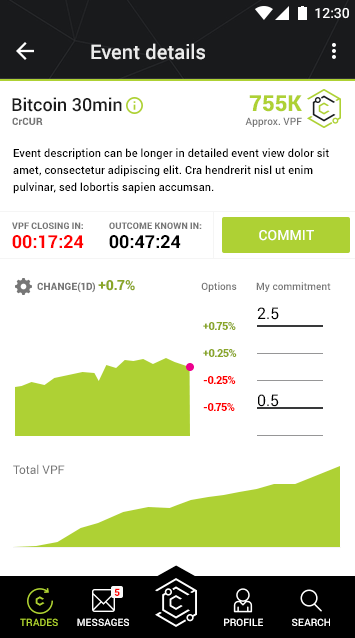 12:30
Event details
Bitcoin 30min
CrCUR
755K
Approx. VPF
Event description can be longer in detailed event view dolor sit
amet, consectetur adipiscing elit. Cra hendrerit nisl ut enim
pulvinar, sed lobortis sapien accumsan.
VPF CLOSING IN:
00:17:24
OUTCOME KNOWN IN:
00:47:24
COMMIT
CHANGE(1D) +0.7%
Options
My commitment
+0.75%
2.5
+0.25%
-0.25%
-0.75%
0.5
Total VPF
5
TRADES
MESSAGES
PROFILE
SEARCH